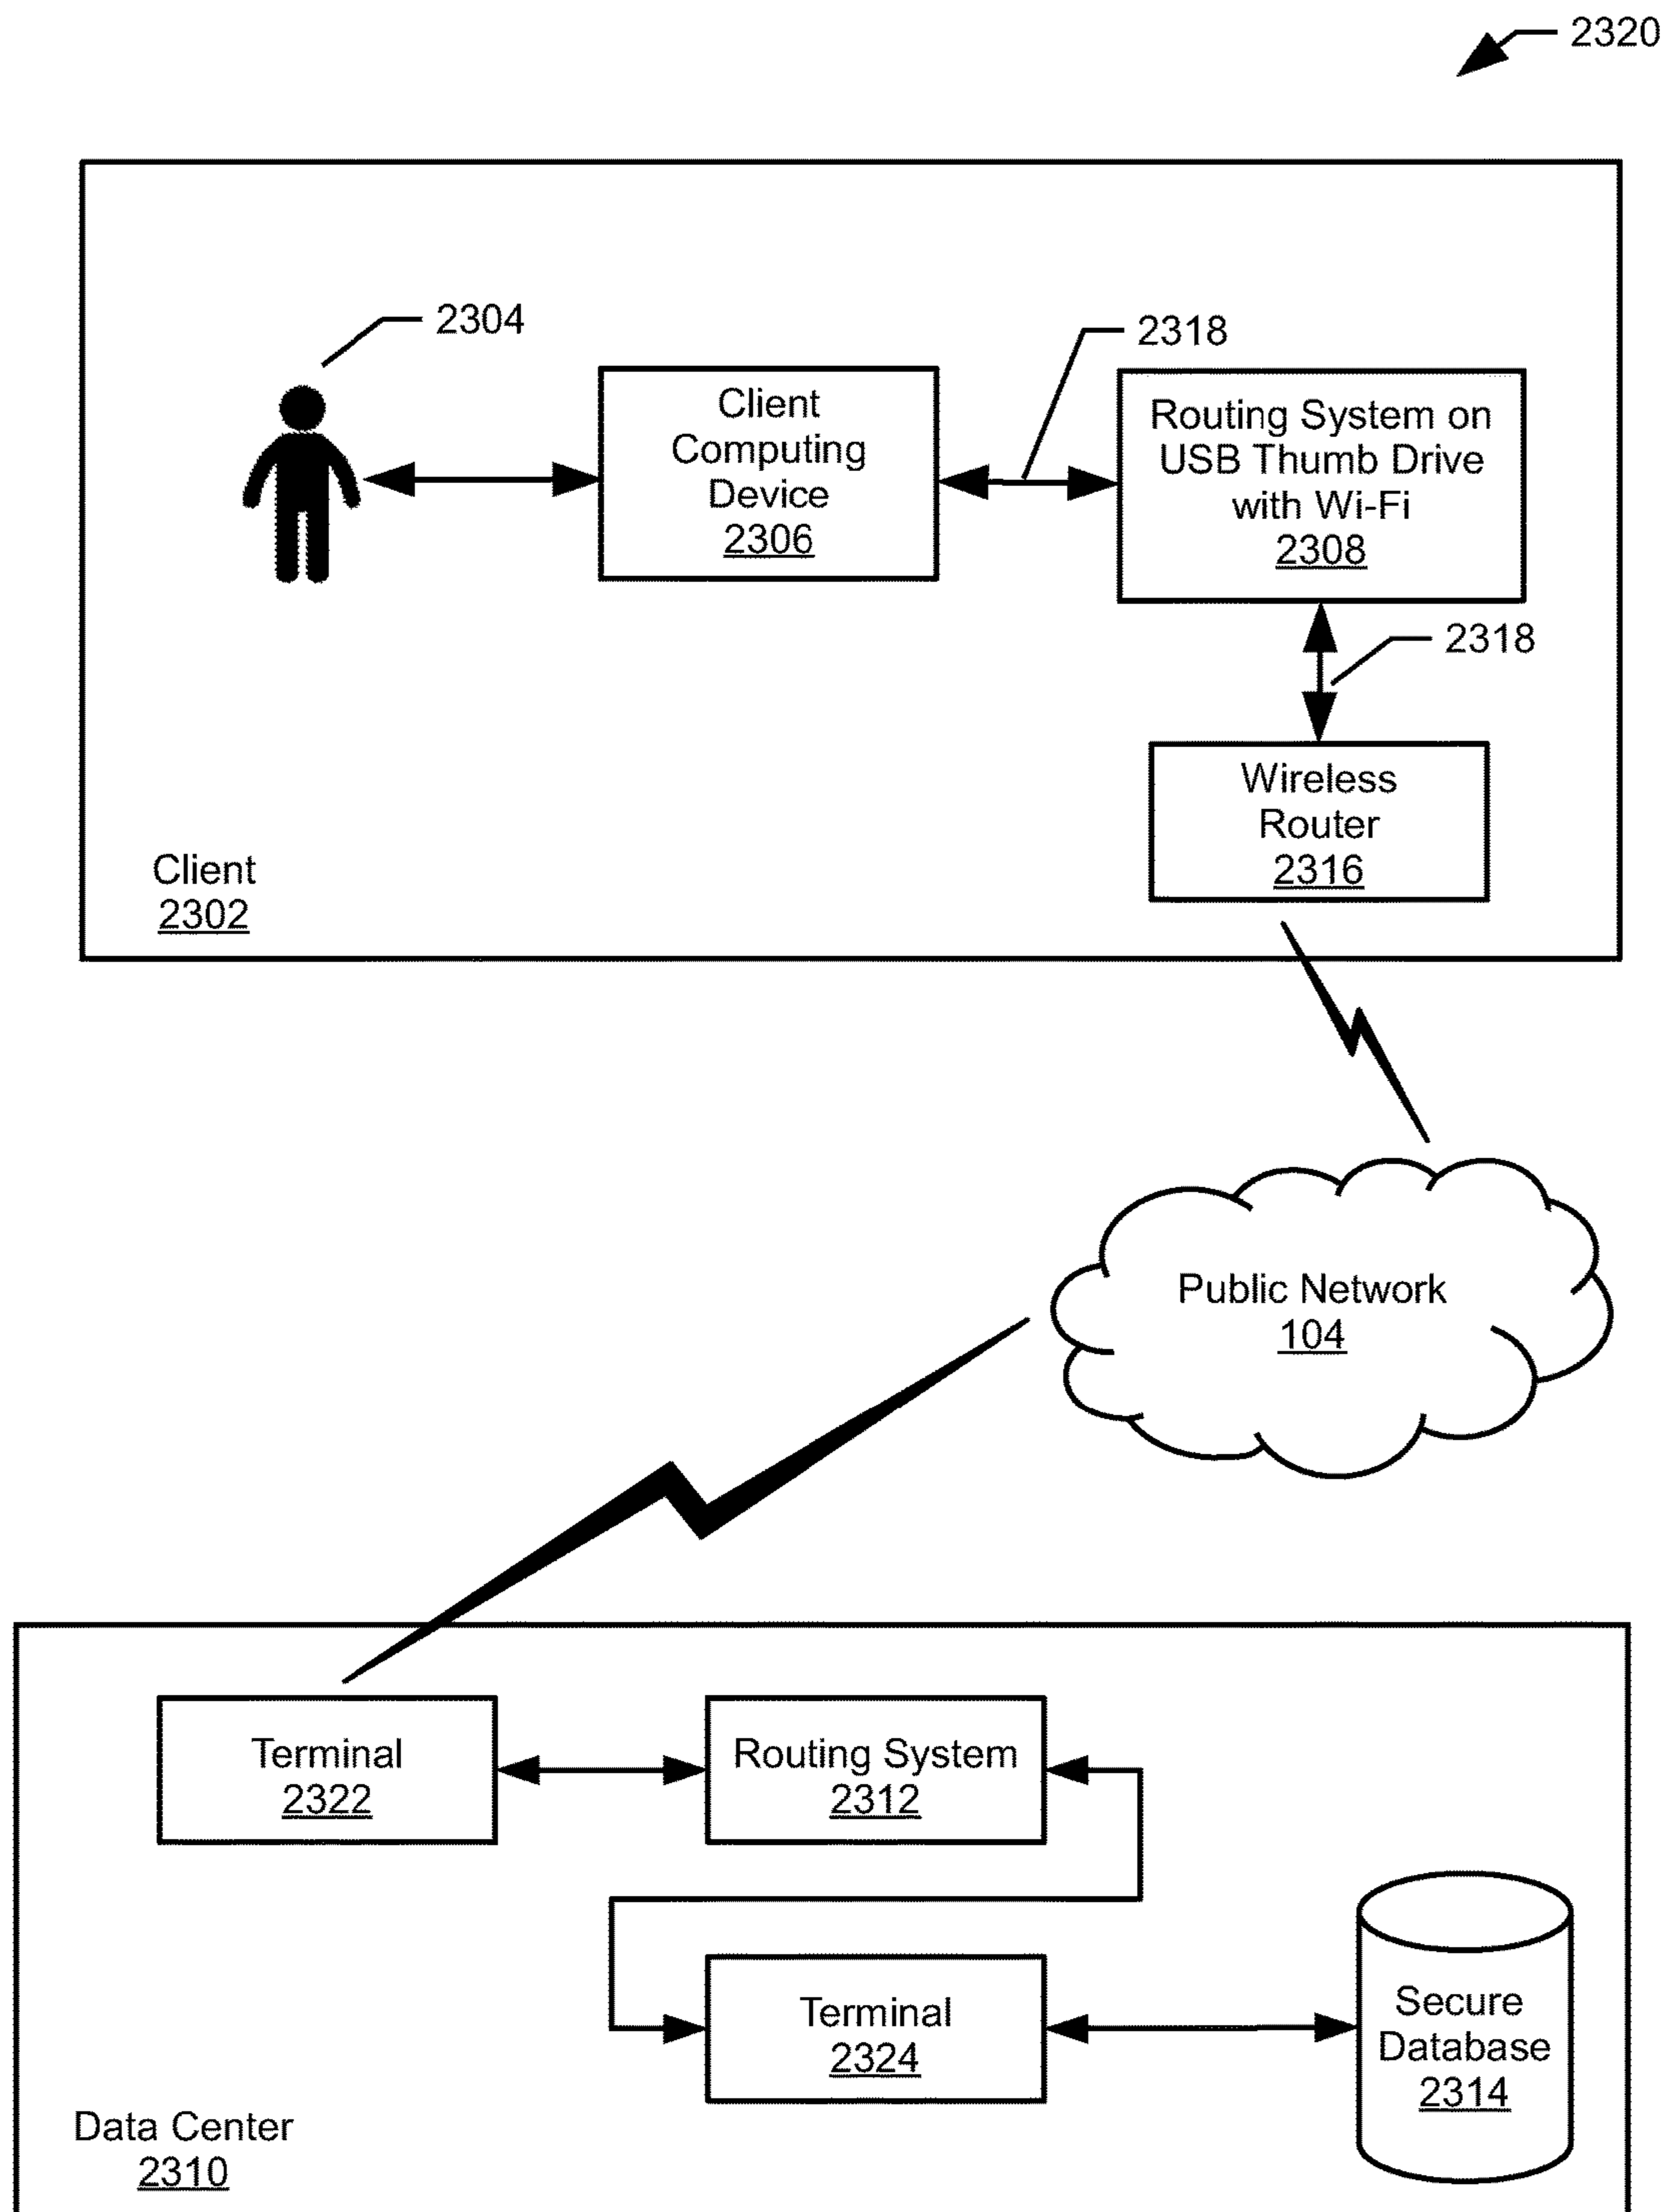 2320
2304
2318
Client
Computing
Device
2306
Routing System on
USB Thumb Drive
with Wi-Fi
2308
2318
Wireless
Router
2316
Client
2302
Public Network
104
Terminal
2322
Routing System
2312
Terminal
2324
Secure
Database
2314
Data Center
2310